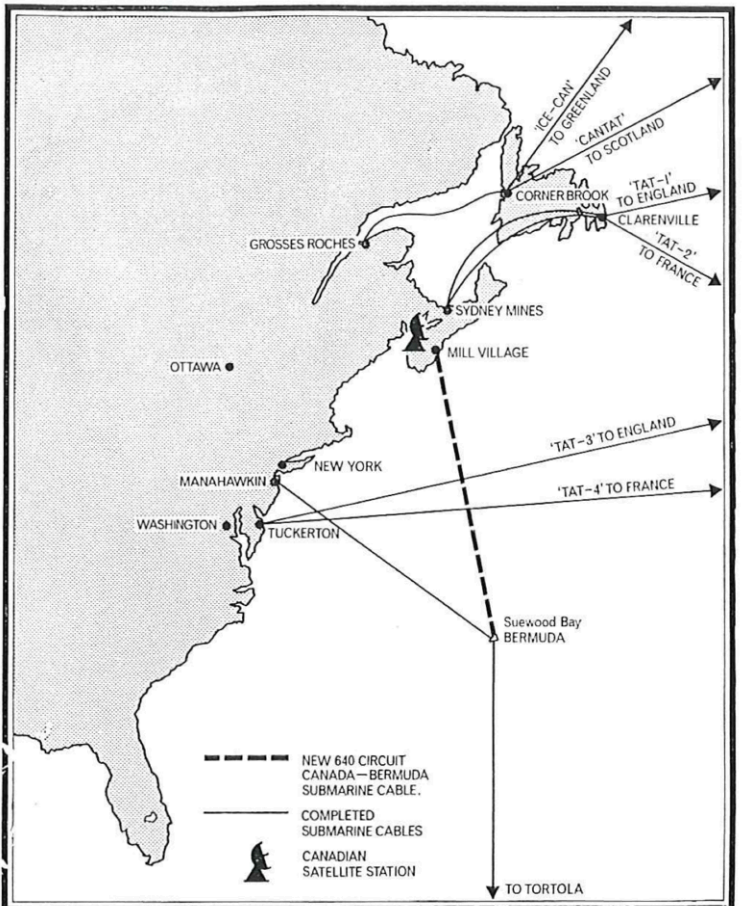 'ICE-CAN'
TO GREENLAND
'CANTAT'
TO SCOTLAND
CORNER BROOK
'TAT-1'
TO ENGLAND
CLARENVILLE
'TAT-2'
TO FRANCE
GROSSES ROCHES
SYDNEY MINES
MILL VILLAGE
OTTAWA
'TAT-3' TO ENGLAND
NEW YORK
MANAHAWKIN
'TAT-4' TO FRANCE
WASHINGTON
TUCKERTON
Suewood Bay
BERMUDA
NEW 640 CIRCUIT
CANADA—BERMUDA
SUBMARINE CABLE.
COMPLETED
SUBMARINE CABLES
CANADIAN
SATELLITE STATION
TO TORTOLA